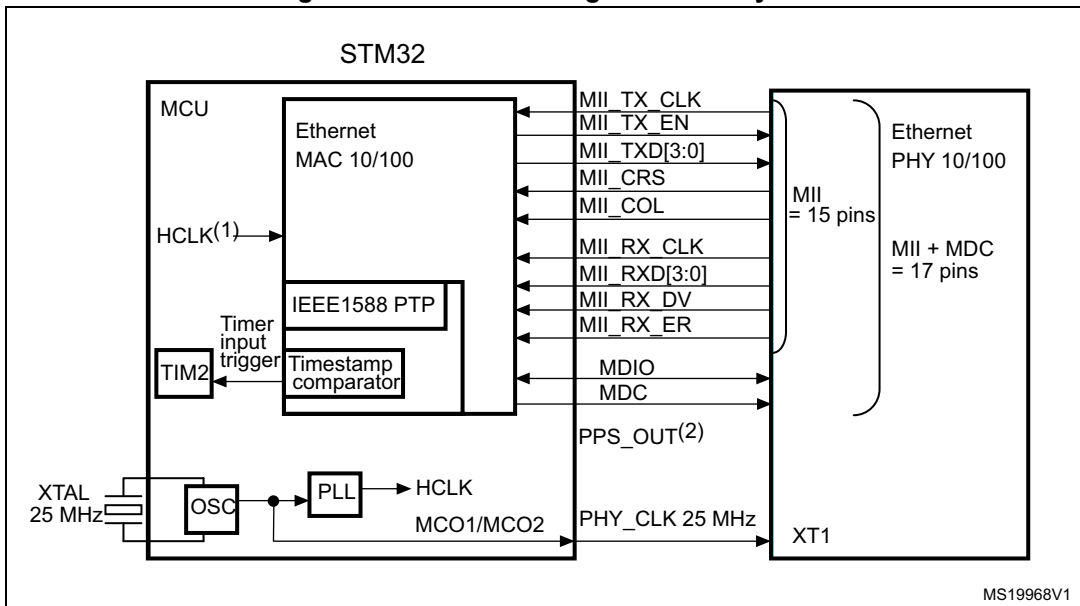 STM32
MCU
Ethernet
MAC 10/100
HCLK(1)
IEEE1588 PTP
Timer
input
trigger
Timestamp
comparator
TIM2
XTAL
25 MHz
OSC
PLL
HCLK
MCO1/MCO2
MII_TX_CLK
MII_TX_EN
MII_TXD[3:0]
MII_CRS
MII_COL
MII_RX_CLK
MII_RXD[3:0]
MII_RX_DV
MII_RX_ER
MDIO
MDC
PPS_OUT(2)
PHY_CLK 25 MHz
MII
= 15 pins
Ethernet
PHY 10/100
MII + MDC
= 17 pins
XT1
MS19968V1